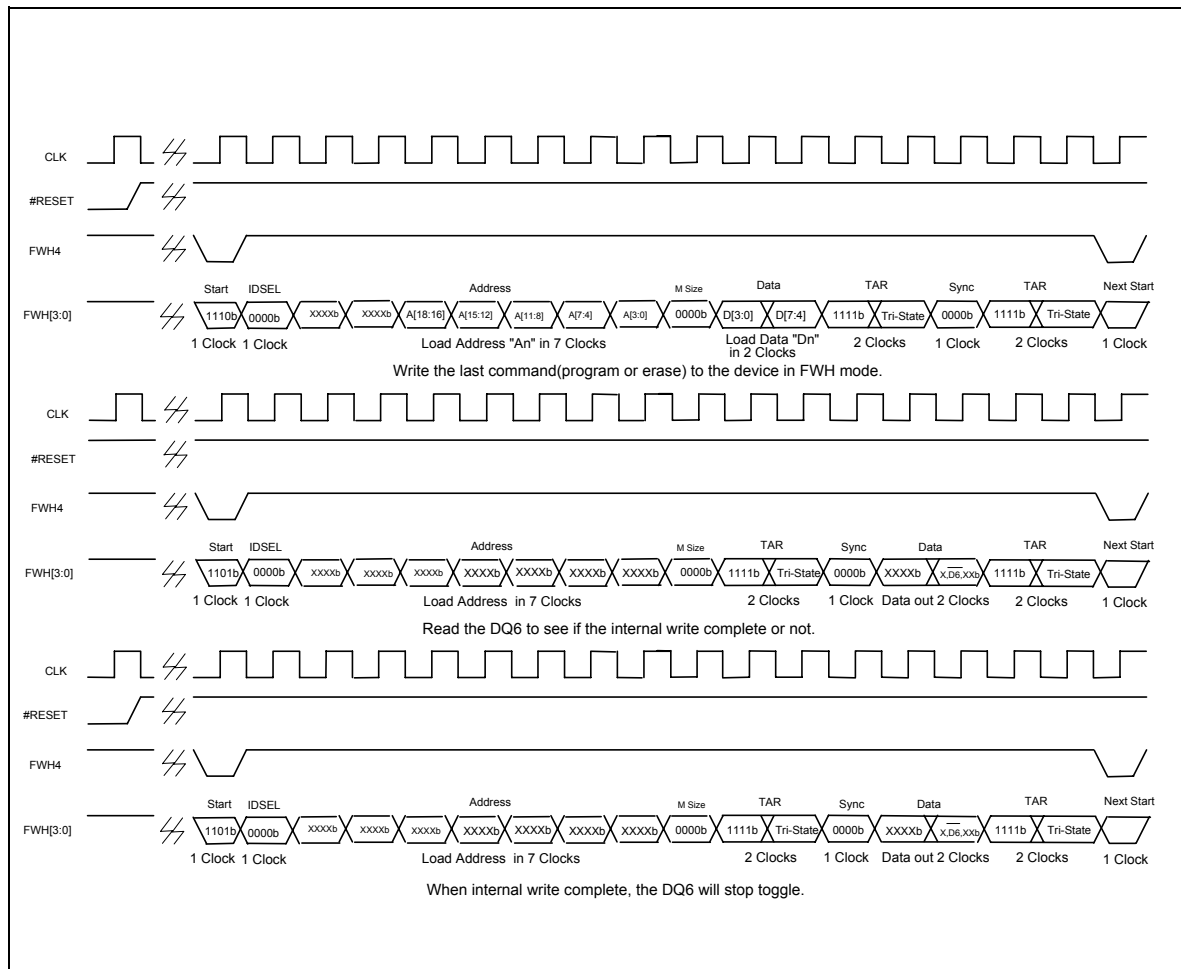 CLK
#RESET
FWH4
Start IDSEL Address M Size Data TAR Sync TAR Next Start
FWH[3:0] 1110b 0000b XXXXb XXXXb A[18:16] A[15:12] A[11:8] A[7:4] A[3:0] 0000b D[3:0] D[7:4] 1111b Tri-State 0000b 1111b Tri-State
1 Clock 1 Clock Load Address "An" in 7 Clocks Load Data "Dn" 2 Clocks 1 Clock 2 Clocks 1 Clock
in 2 Clocks
Write the last command(program or erase) to the device in FWH mode.
CLK
#RESET
FWH4
Start IDSEL Address M Size TAR Sync Data TAR Next Start
FWH[3:0] 1101b 0000b XXXXb XXXXb XXXXb XXXXb XXXXb XXXXb XXXXb 0000b 1111b Tri-State 0000b XXXXb X,D̅6̅,XXb 1111b Tri-State
1 Clock 1 Clock Load Address in 7 Clocks 2 Clocks 1 Clock Data out 2 Clocks 2 Clocks 1 Clock
Read the DQ6 to see if the internal write complete or not.
CLK
#RESET
FWH4
Start IDSEL Address M Size TAR Sync Data TAR Next Start
FWH[3:0] 1101b 0000b XXXXb XXXXb XXXXb XXXXb XXXXb XXXXb XXXXb 0000b 1111b Tri-State 0000b XXXXb X,D̅6̅,XXb 1111b Tri-State
1 Clock 1 Clock Load Address in 7 Clocks 2 Clocks 1 Clock Data out 2 Clocks 2 Clocks 1 Clock
When internal write complete, the DQ6 will stop toggle.